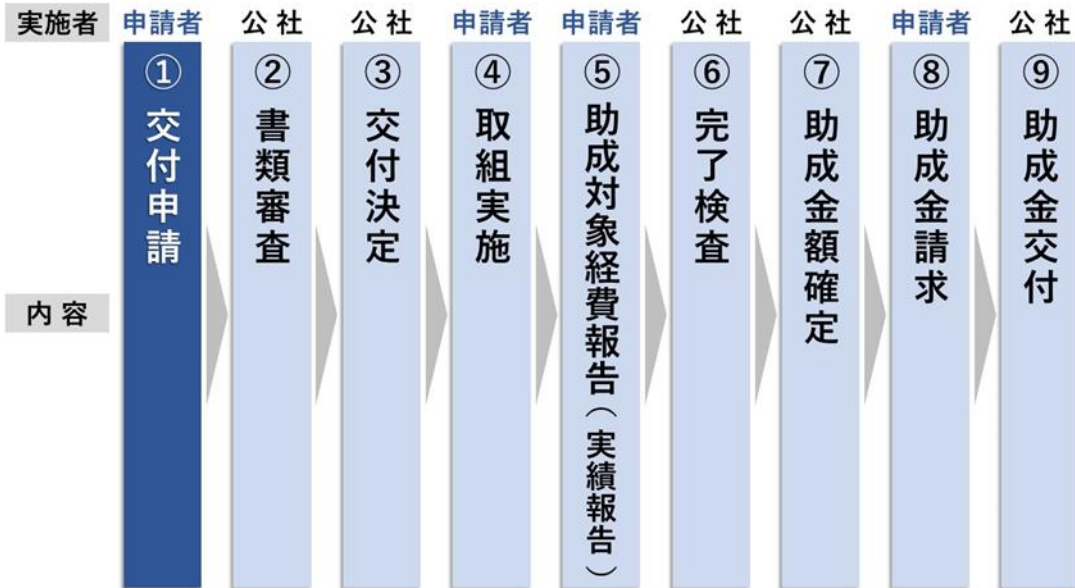 実施者
申請者
公社
公社
申請者
申請者
公社
公社
申請者
公社
内容
①交付申請
②書類審査
③交付決定
④取組実施
⑤助成対象経費報告（実績報告）
⑥完了検査
⑦助成金額確定
⑧助成金請求
⑨助成金交付